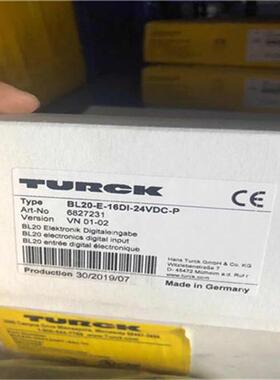 TURCK
CE
Type BL20-E-16DI-24VDC-P
Art-No 6827231
Version VN 01-02
BL20 Elektronik Digitaleingabe
BL20 electronics digital input
BL20 entrée digital électronique
Hans Turck GmbH & Co. KG
Witzlebenstraße 7
D- 45472 Mülheim a.d. Ruhr
Production 30/2019/07
Made in Germany
www.turck.com